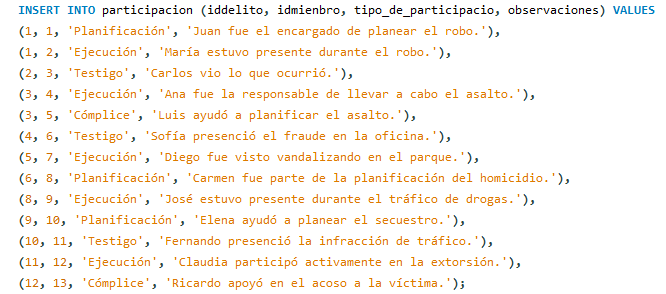 INSERT INTO participacion (iddelito, idmienbro, tipo_de_participacio, observaciones) VALUES
(1, 1, 'Planificación', 'Juan fue el encargado de planear el robo.'),
(1, 2, 'Ejecución', 'María estuvo presente durante el robo.'),
(2, 3, 'Testigo', 'Carlos vio lo que ocurrió.'),
(3, 4, 'Ejecución', 'Ana fue la responsable de llevar a cabo el asalto.'),
(3, 5, 'Cómplice', 'Luis ayudó a planificar el asalto.'),
(4, 6, 'Testigo', 'Sofía presenció el fraude en la oficina.'),
(5, 7, 'Ejecución', 'Diego fue visto vandalizando en el parque.'),
(6, 8, 'Planificación', 'Carmen fue parte de la planificación del homicidio.'),
(8, 9, 'Ejecución', 'José estuvo presente durante el tráfico de drogas.'),
(9, 10, 'Planificación', 'Elena ayudó a planear el secuestro.'),
(10, 11, 'Testigo', 'Fernando presenció la infracción de tráfico.'),
(11, 12, 'Ejecución', 'Claudia participó activamente en la extorsión.'),
(12, 13, 'Cómplice', 'Ricardo apoyó en el acoso a la víctima.');